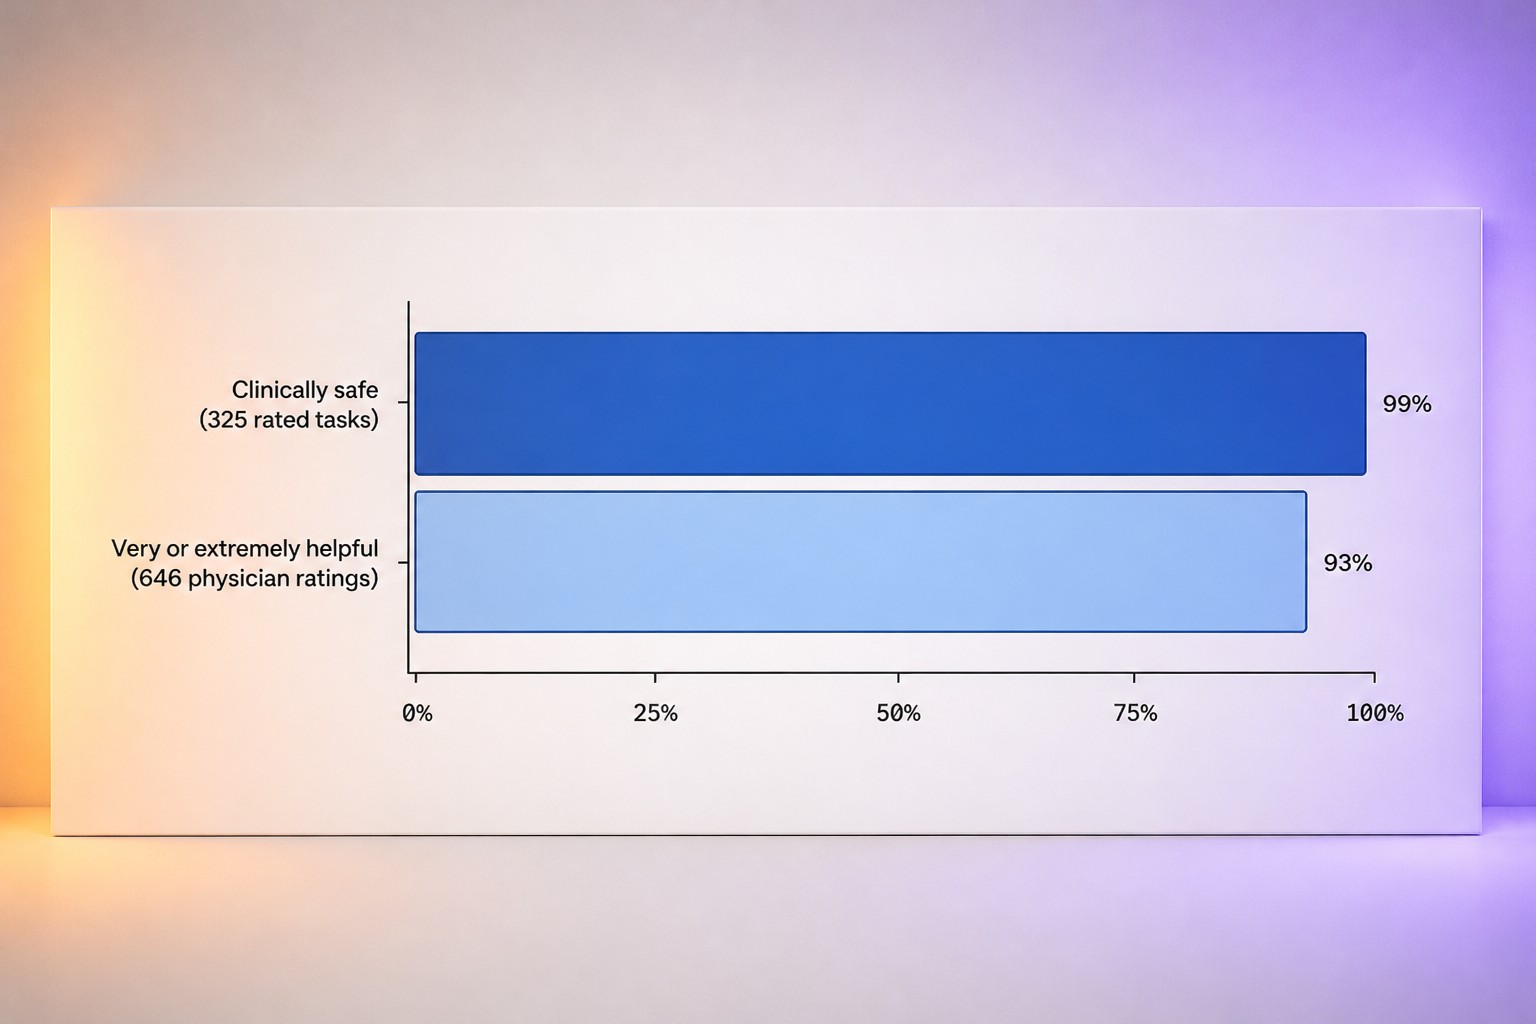 Clinically safe
(325 rated tasks)
99%
Very or extremely helpful
(646 physician ratings)
93%
0% 25% 50% 75% 100%